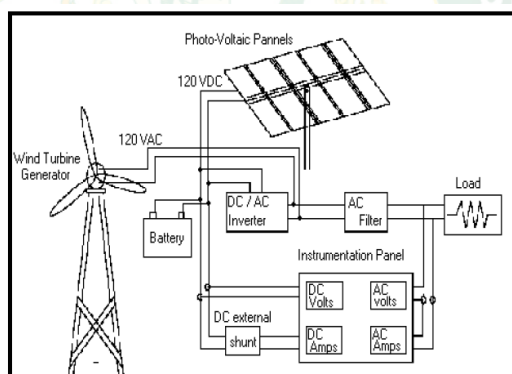 Photo-Voltaic Pannels
120 VDC
120 VAC
Wind Turbine
Generator
Battery
DC / AC
Inverter
AC
Filter
Load
Instrumentation Panel
DC
Volts
AC
volts
DC external
shunt
DC
Amps
AC
Amps